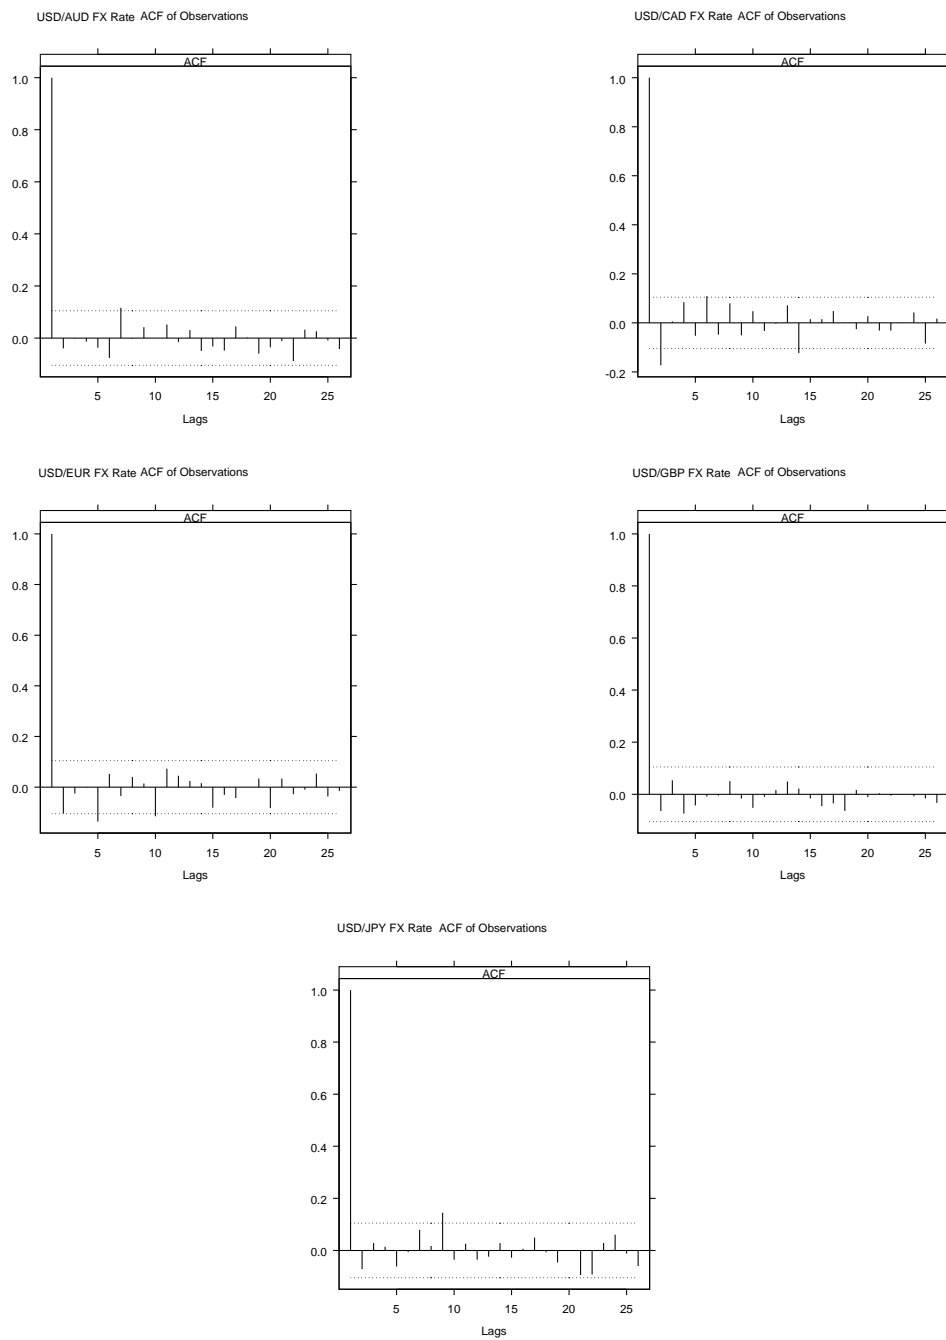 USD/AUD FX Rate ACF of Observations
ACF
1.0
0.8
0.6
0.4
0.2
0.0
5 10 15 20 25
Lags
USD/CAD FX Rate ACF of Observations
ACF
1.0
0.8
0.6
0.4
0.2
0.0
-0.2
5 10 15 20 25
Lags
USD/EUR FX Rate ACF of Observations
ACF
1.0
0.8
0.6
0.4
0.2
0.0
5 10 15 20 25
Lags
USD/GBP FX Rate ACF of Observations
ACF
1.0
0.8
0.6
0.4
0.2
0.0
5 10 15 20 25
Lags
USD/JPY FX Rate ACF of Observations
ACF
1.0
0.8
0.6
0.4
0.2
0.0
5 10 15 20 25
Lags